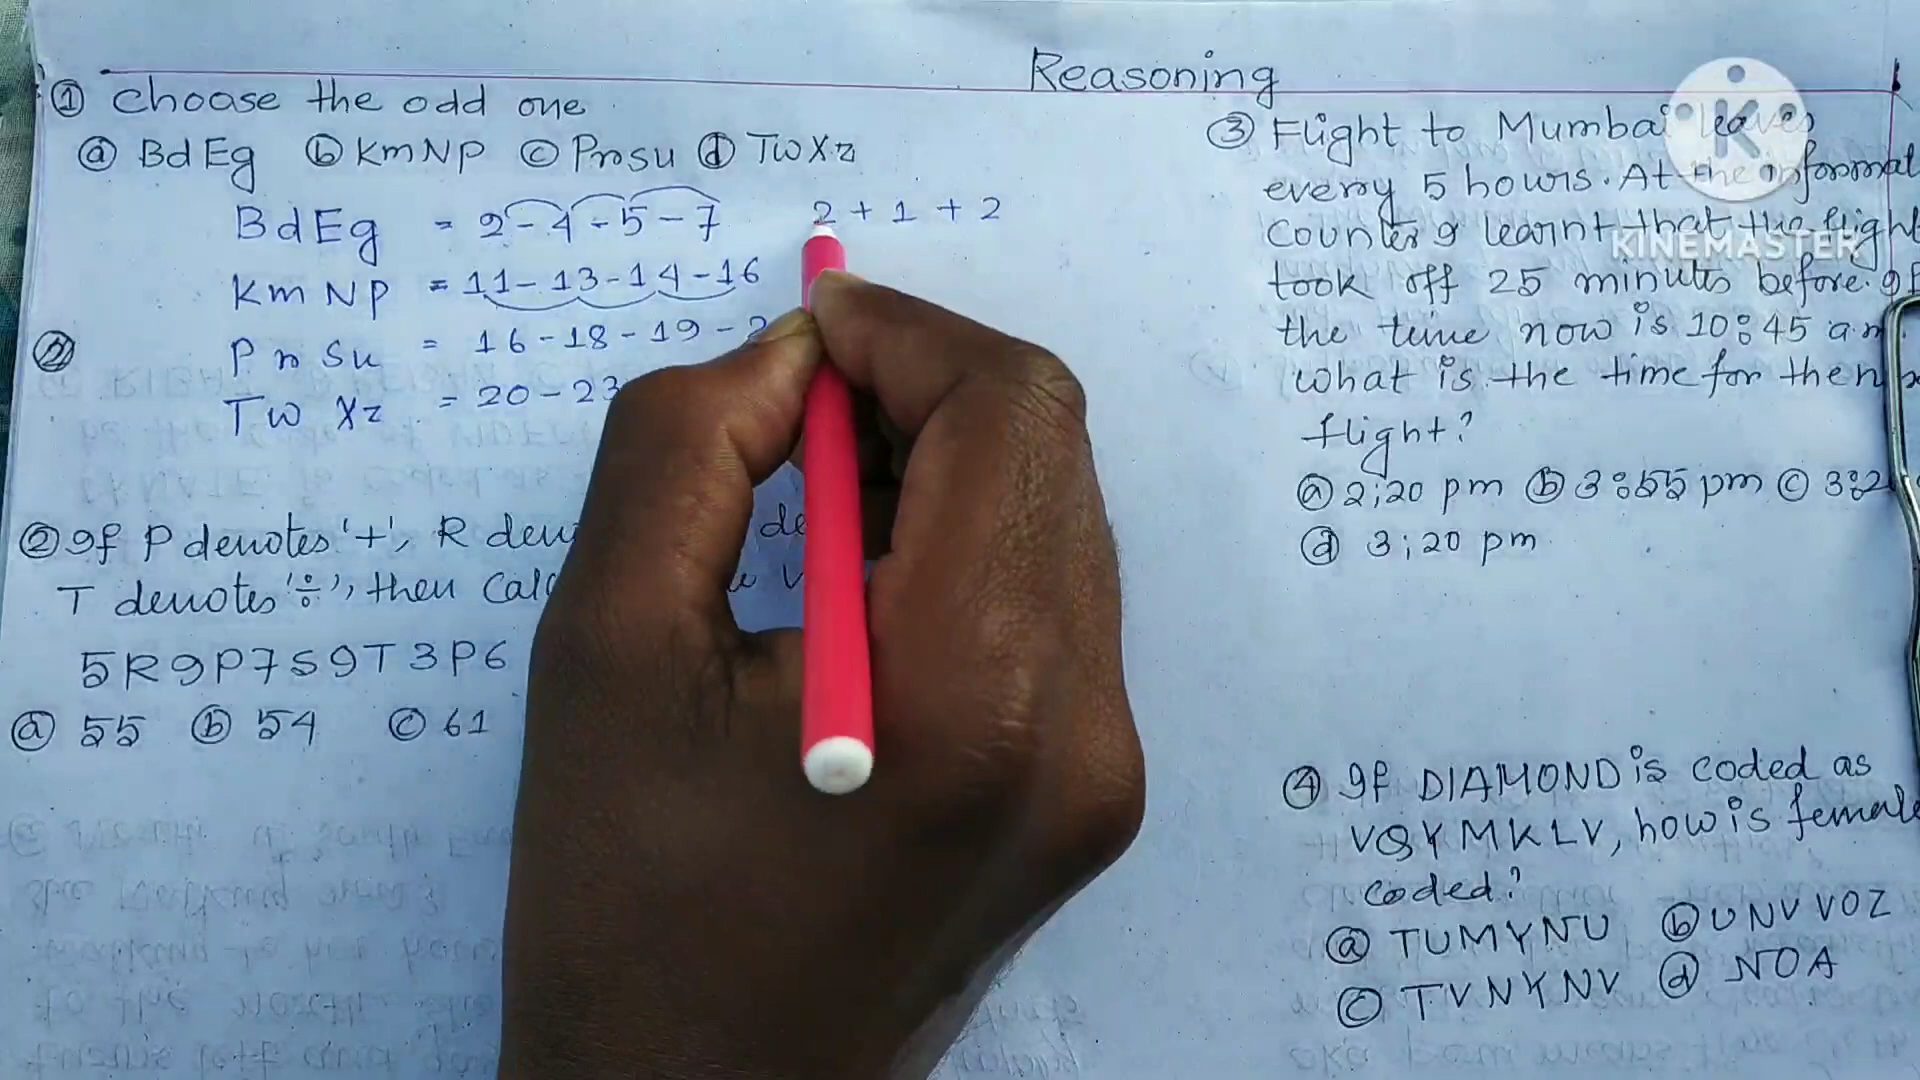 Reasoning
① Choase the odd one
ⓐ BdEg ⓑ KmNP ⓒ PrSu ⓓ TwXz
BdEg = 2-4-5-7 2 + 1 + 2
KmNp = 11-13-14-16
PrSu = 16-18-19-2
②
Tw Xz = 20-23
② If P denotes '+', R
T denotes '÷', then
5R9P7S9T3P6
ⓐ 55 ⓑ 54 ⓒ 61
③ Flight to Mumbai leaves
every 5 hours. At the
Counter I learnt that the
took off 25 minutes before. If
the time now is 10:45 a.m
what is the time for the
flight?
ⓐ 2:20 pm ⓑ 3:55 pm ⓒ
ⓓ 3:20 pm
④ If DIAMOND is coded as
VQYMKLV, how is
coded?
ⓐ TUMYNU ⓑ UNVVOZ
ⓒ TVNYNV ⓓ NOA
K
KINEMASTER